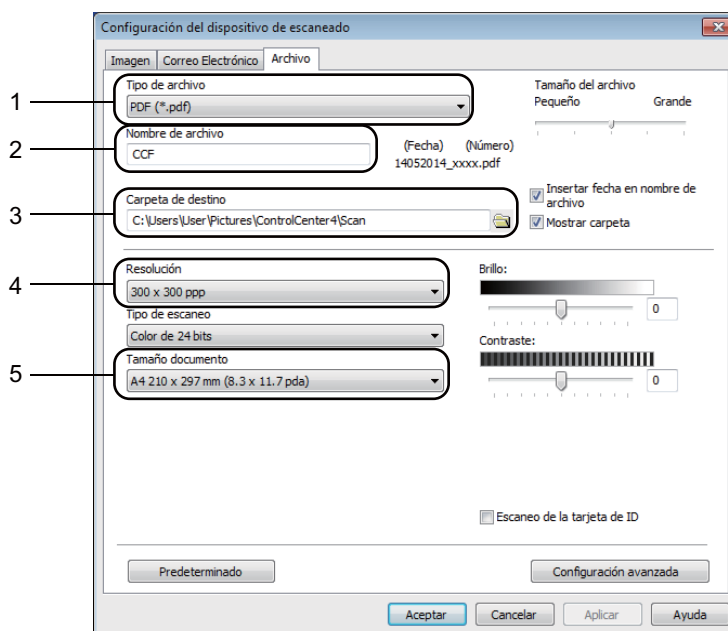 Configuración del dispositivo de escaneado
Imagen Correo Electrónico Archivo
1
Tipo de archivo
PDF (*.pdf)
Tamaño del archivo
Pequeño Grande
2
Nombre de archivo
CCF
(Fecha) (Número)
14052014_xxxx.pdf
3
Carpeta de destino
C:\Users\User\Pictures\ControlCenter4\Scan
Insertar fecha en nombre de
archivo
Mostrar carpeta
4
Resolución
300 x 300 ppp
Tipo de escaneo
Color de 24 bits
5
Tamaño documento
A4 210 x 297 mm (8.3 x 11.7 pda)
Brillo:
0
Contraste:
0
Escaneo de la tarjeta de ID
Predeterminado
Configuración avanzada
Aceptar Cancelar Aplicar Ayuda